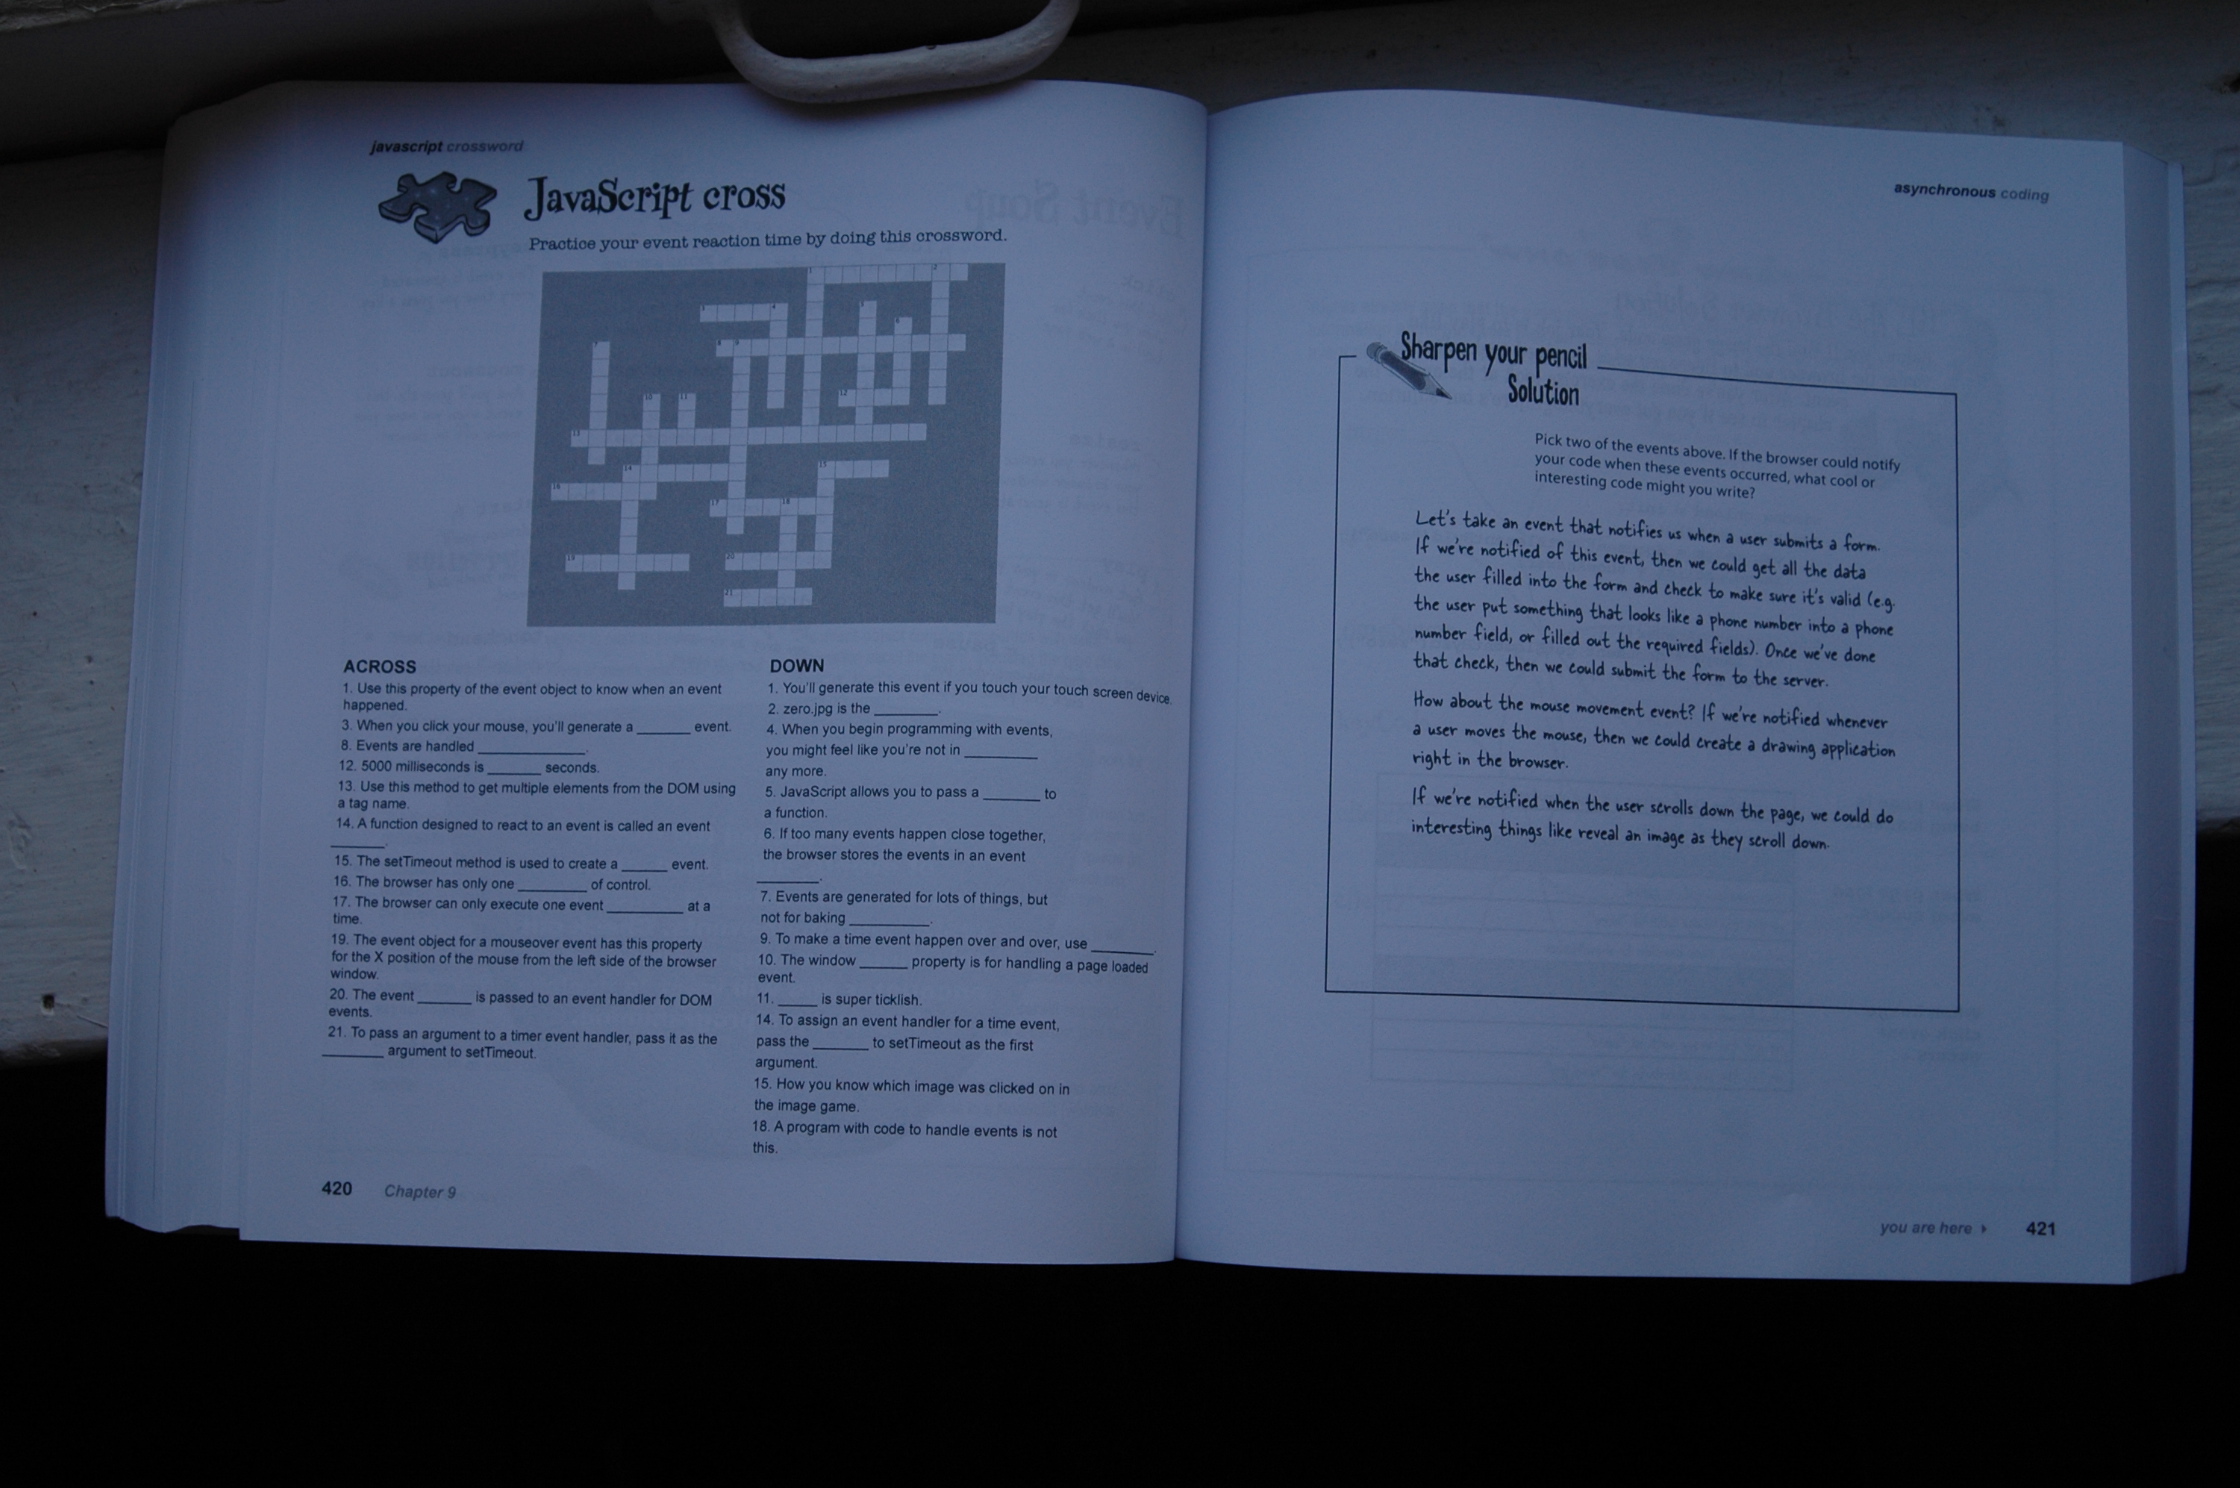 javascript crossword
JavaScript cross
Practice your event reaction time by doing this crossword.
ACROSS
1. Use this property of the event object to know when an event
happened.
3. When you click your mouse, you'll generate a ______ event.
8. Events are handled ____________.
12. 5000 milliseconds is ______ seconds.
13. Use this method to get multiple elements from the DOM using
a tag name.
14. A function designed to react to an event is called an event
______.
15. The setTimeout method is used to create a _____ event.
16. The browser has only one ________ of control.
17. The browser can only execute one event _________ at a
time.
19. The event object for a mouseover event has this property
for the X position of the mouse from the left side of the browser
window.
20. The event ______ is passed to an event handler for DOM
events.
21. To pass an argument to a timer event handler, pass it as the
_______ argument to setTimeout.
DOWN
1. You'll generate this event if you touch your touch screen device.
2. zero.jpg is the _______.
4. When you begin programming with events,
you might feel like you're not in ________
any more.
5. JavaScript allows you to pass a ______ to
a function.
6. If too many events happen close together,
the browser stores the events in an event
_______.
7. Events are generated for lots of things, but
not for baking _________.
9. To make a time event happen over and over, use _______.
10. The window _____ property is for handling a page loaded
event.
11. ____ is super ticklish.
14. To assign an event handler for a time event,
pass the ______ to setTimeout as the first
argument.
15. How you know which image was clicked on in
the image game.
18. A program with code to handle events is not
this.
420 Chapter 9
asynchronous coding
Sharpen your pencil
Solution
Pick two of the events above. If the browser could notify
your code when these events occurred, what cool or
interesting code might you write?
Let's take an event that notifies us when a user submits a form.
If we're notified of this event, then we could get all the data
the user filled into the form and check to make sure it's valid (e.g.
the user put something that looks like a phone number into a phone
number field, or filled out the required fields). Once we've done
that check, then we could submit the form to the server.
How about the mouse movement event? If we're notified whenever
a user moves the mouse, then we could create a drawing application
right in the browser.
If we're notified when the user scrolls down the page, we could do
interesting things like reveal an image as they scroll down.
you are here 421